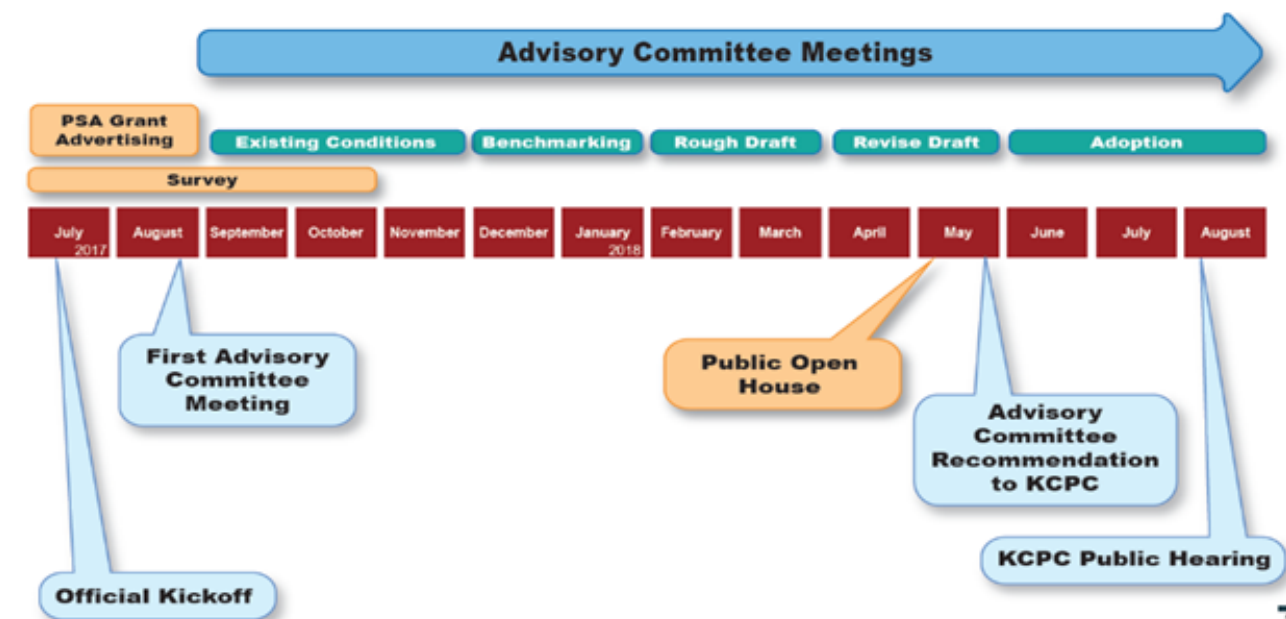 Advisory Committee Meetings
PSA Grant
Advertising
Existing Conditions
Benchmarking
Rough Draft
Revise Draft
Adoption
Survey
July
2017
August
September
October
November
December
January
2018
February
March
April
May
June
July
August
First Advisory
Committee
Meeting
Public Open
House
Advisory
Committee
Recommendation
to KCPC
KCPC Public Hearing
Official Kickoff